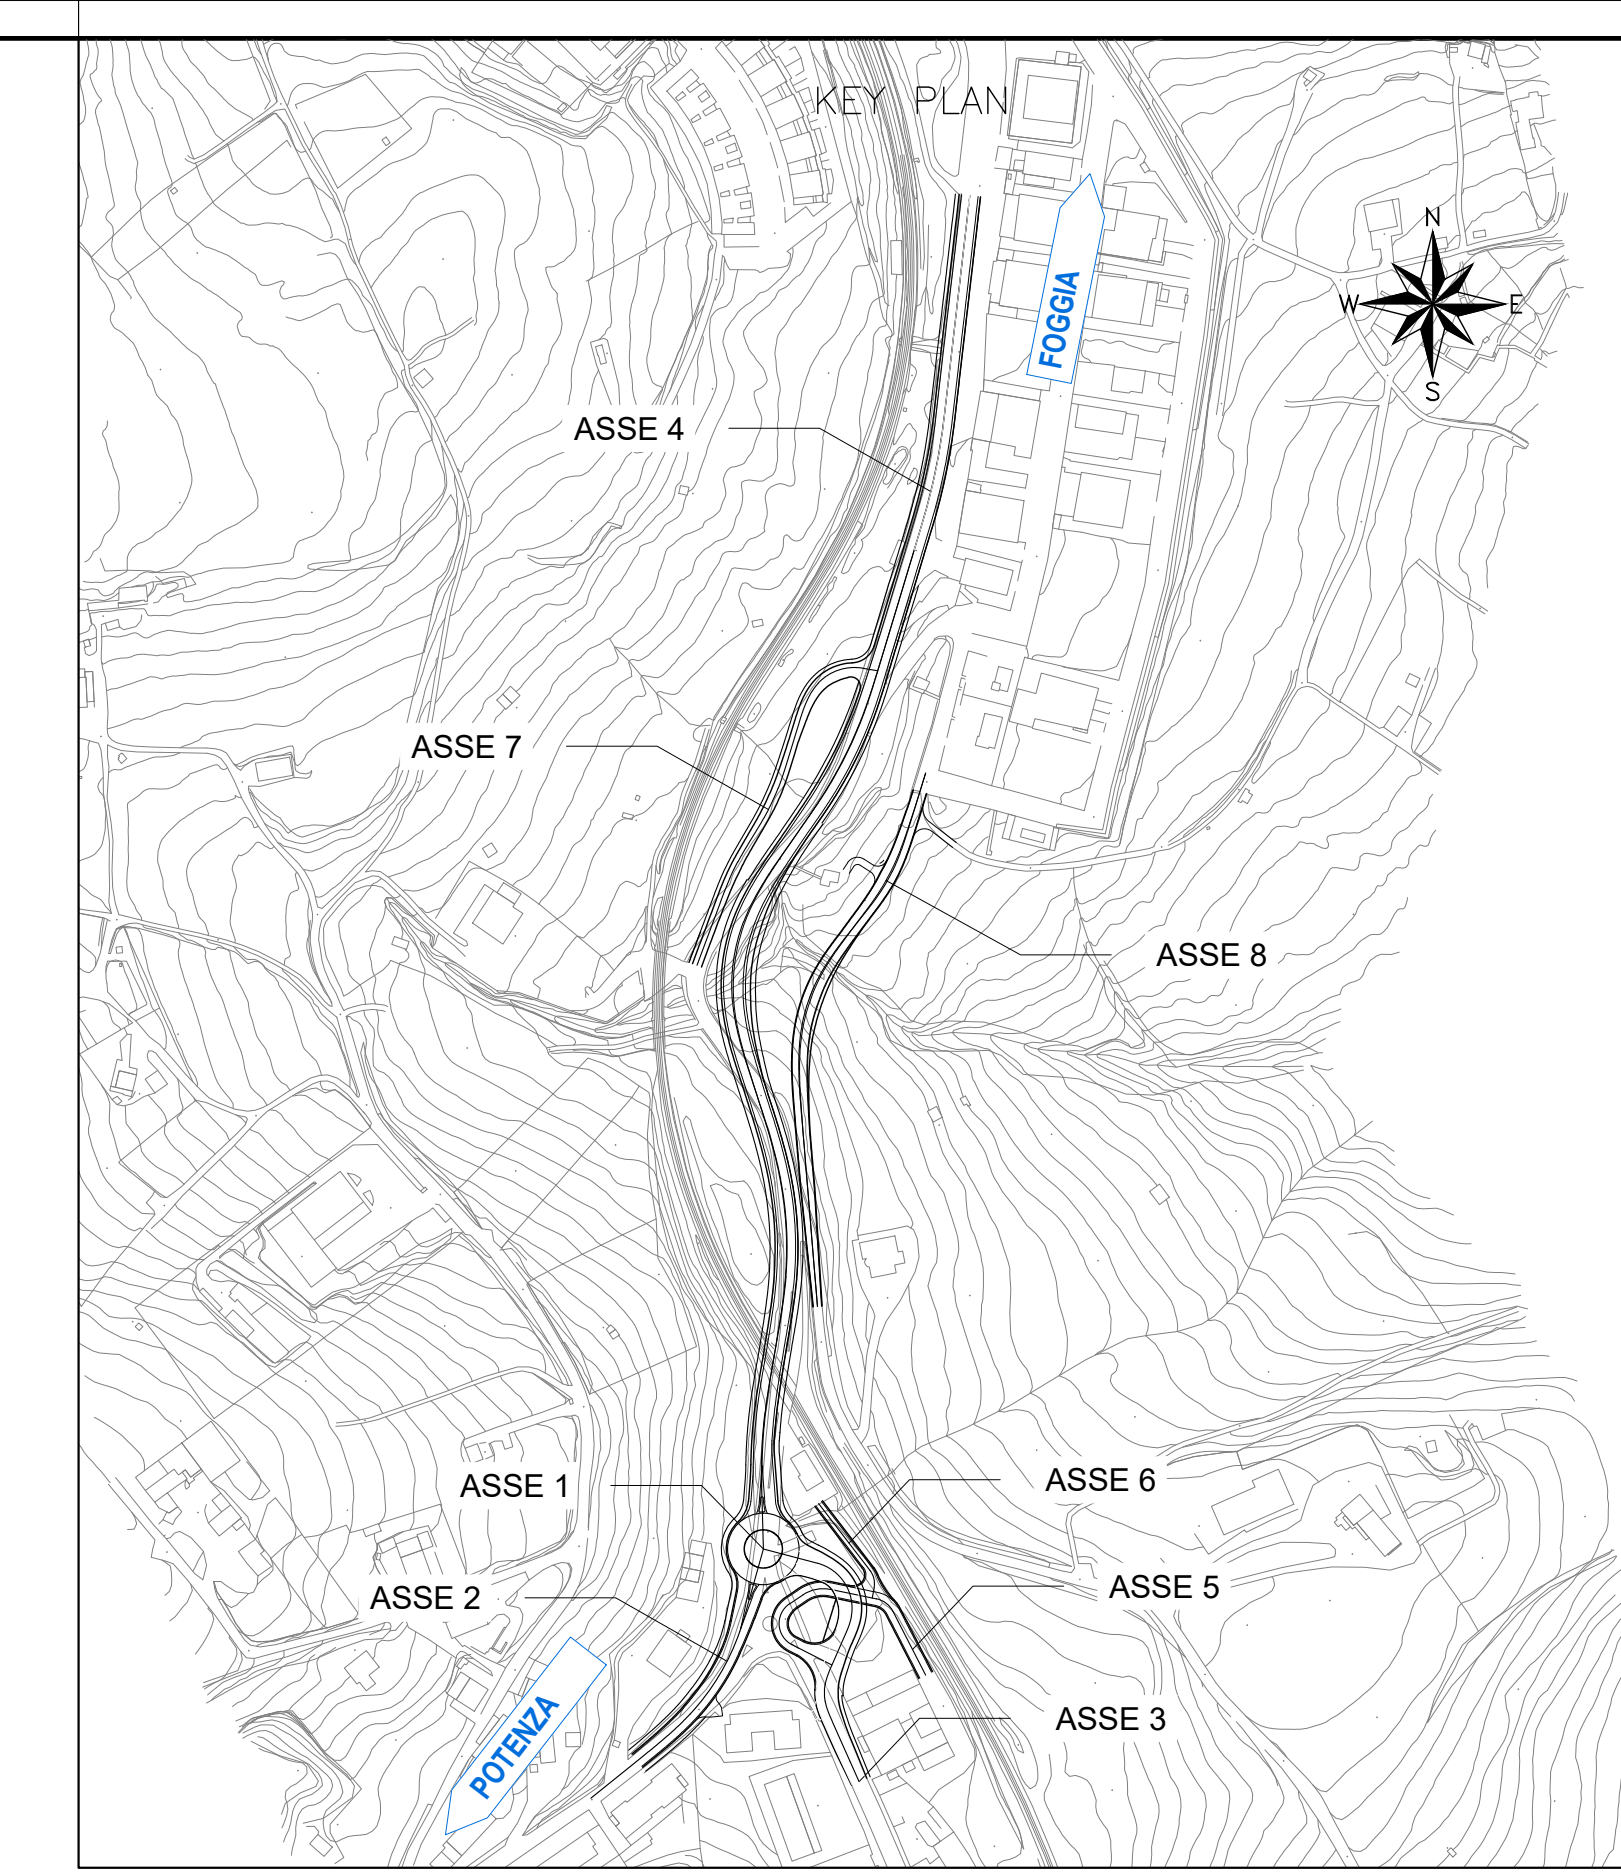 KEY PLAN
N
FOGGIA
W
E
S
ASSE 4
ASSE 7
ASSE 8
ASSE 6
ASSE 1
ASSE 5
ASSE 2
ASSE 3
POTENZA